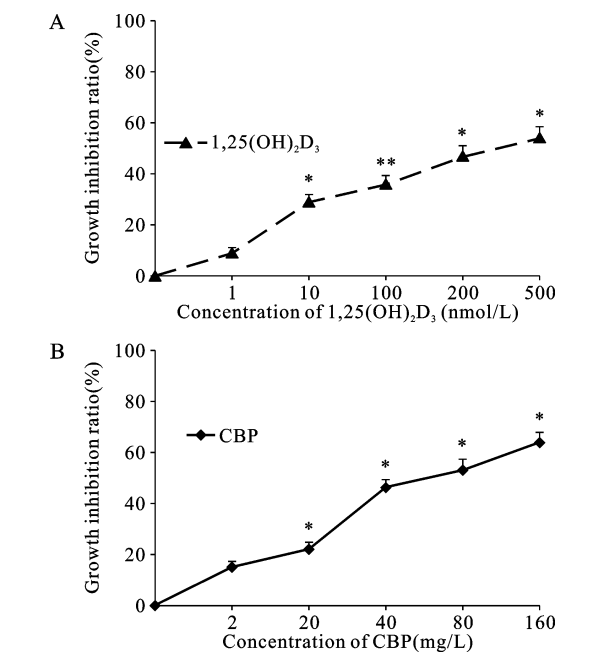 A
Growth inhibition ratio(%)
100
80
60
40
20
0
1,25(OH)₂D₃
*
**
*
*
1 10 100 200 500
Concentration of 1,25(OH)₂D₃ (nmol/L)
B
Growth inhibition ratio(%)
100
80
60
40
20
0
CBP
*
*
*
*
2 20 40 80 160
Concentration of CBP(mg/L)